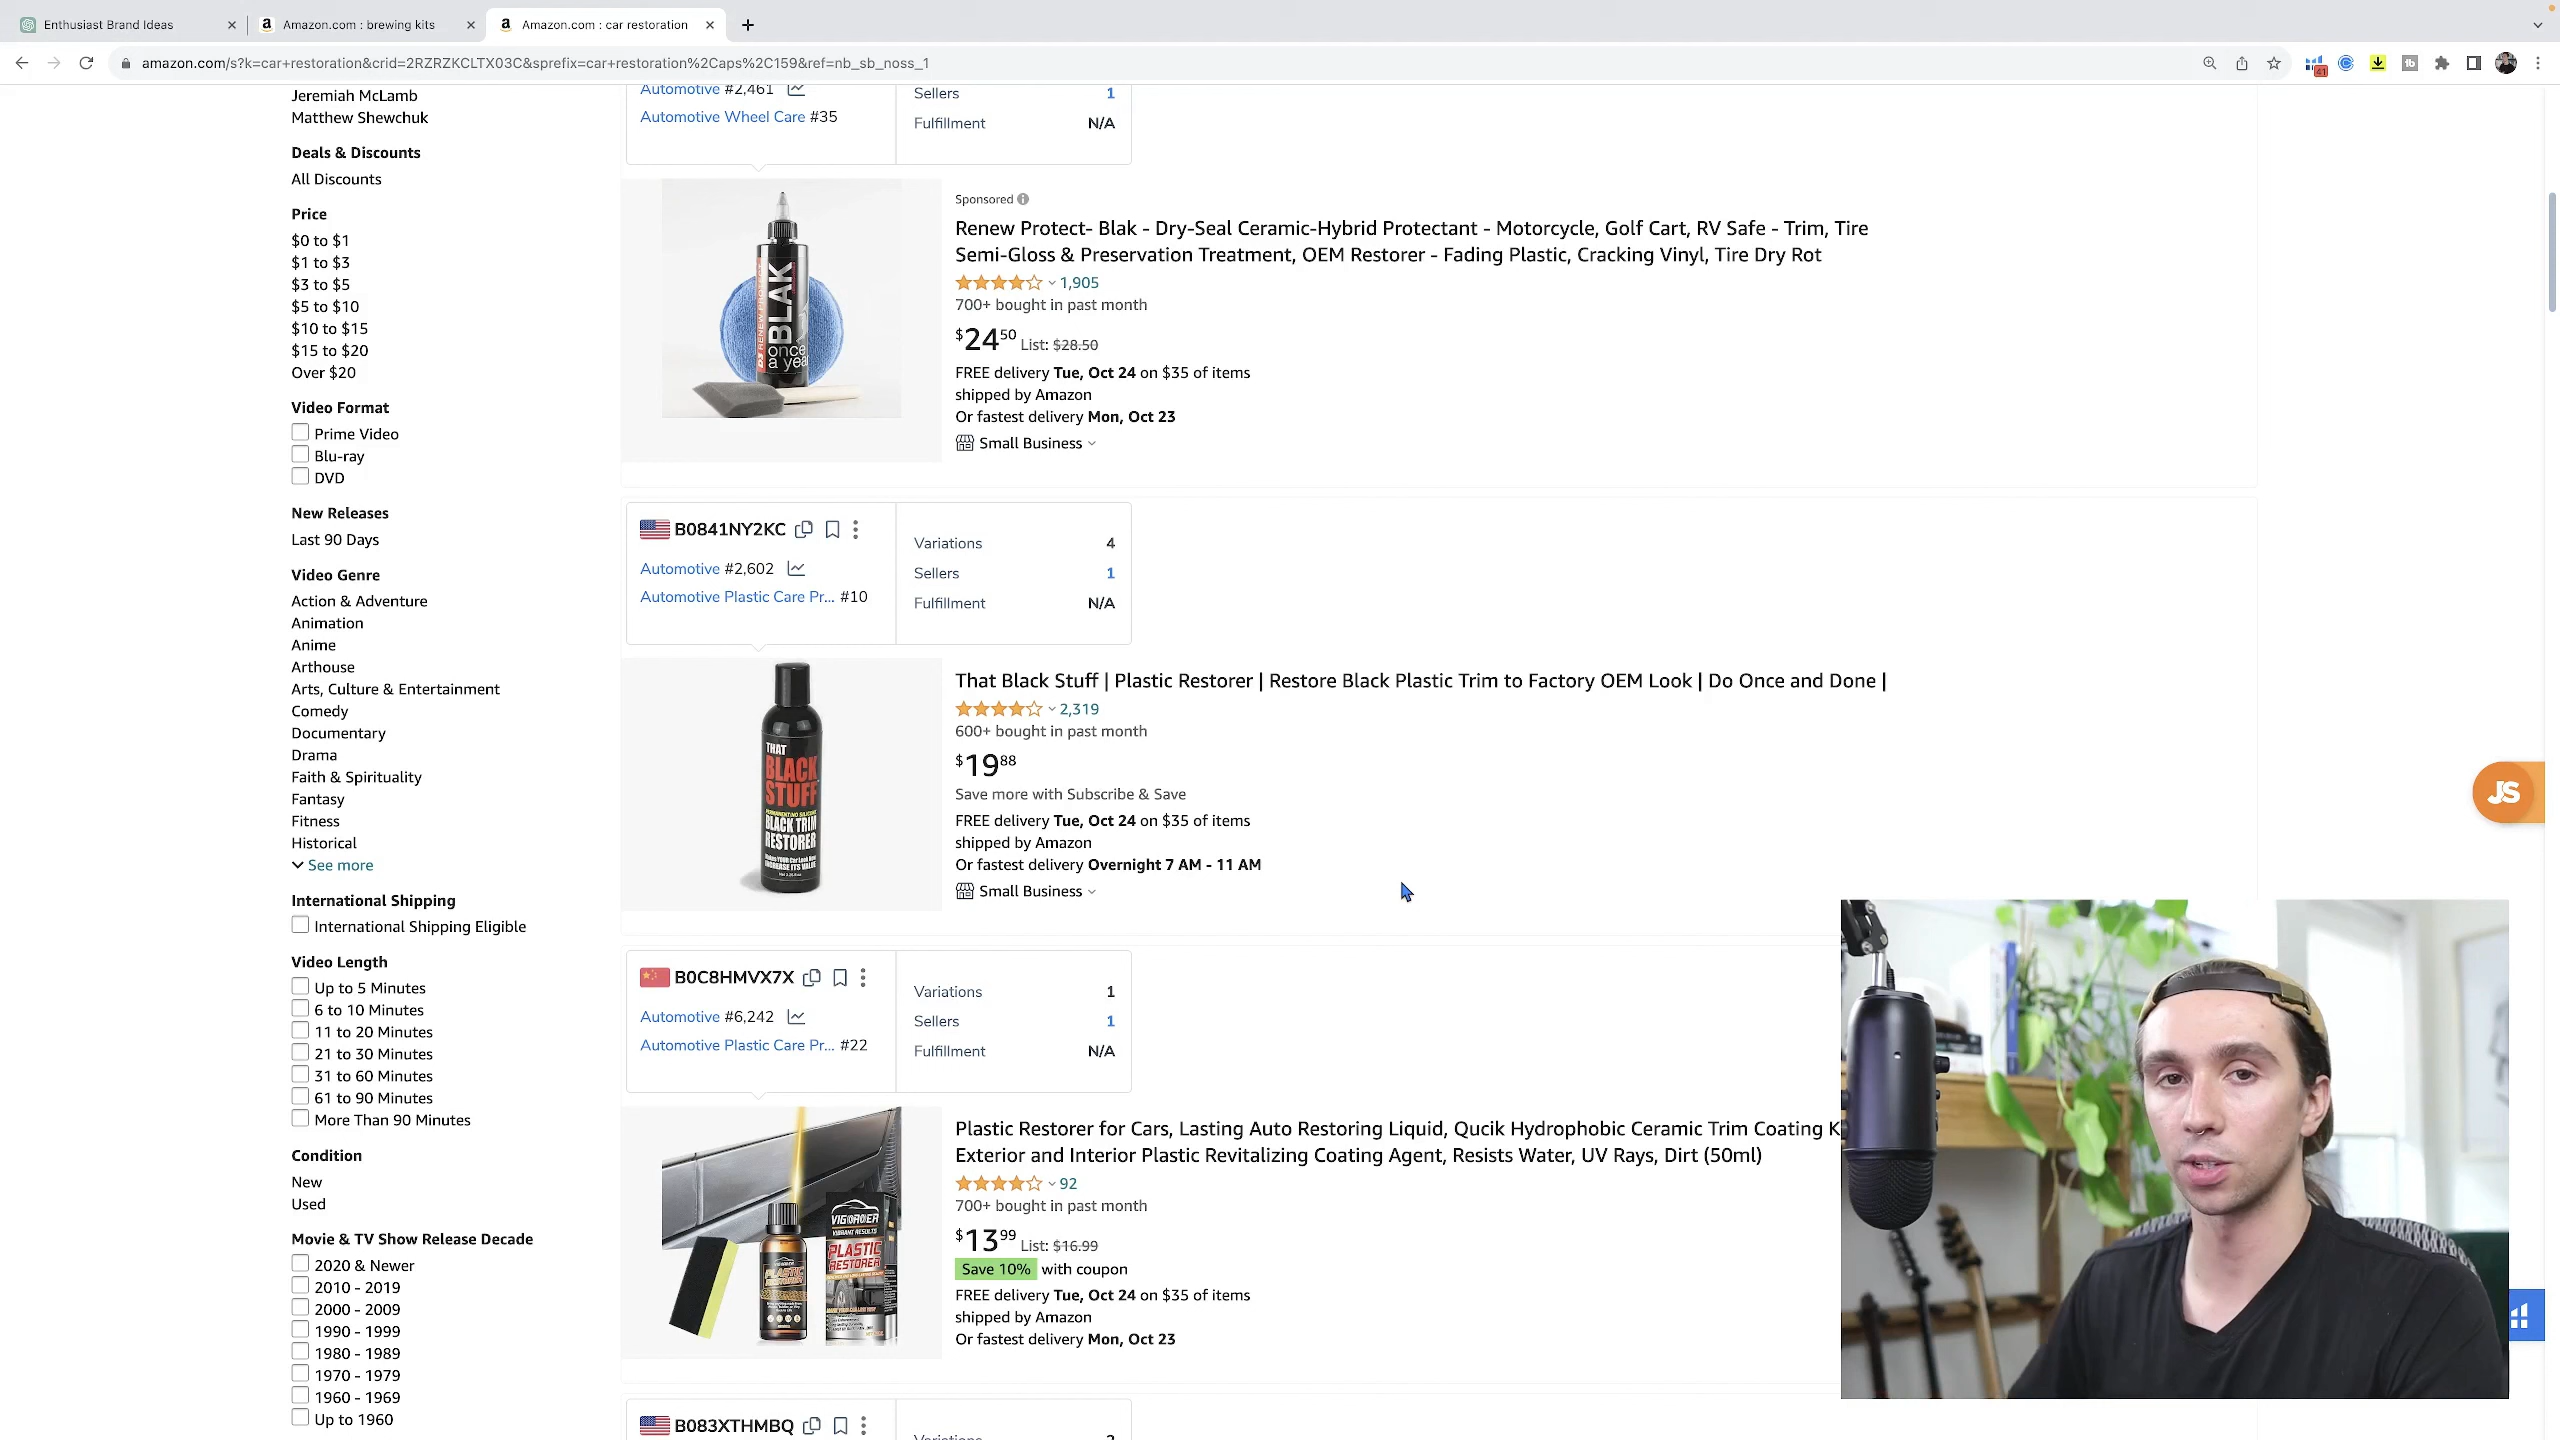 Enthusiast Brand Ideas
Amazon.com : brewing kits
Amazon.com : car restoration
amazon.com/s?k=car+restoration&crid=2RZRZKCLTX03C&sprefix=car+restoration%2Caps%2C159&ref=nb_sb_noss_1
41
Jeremiah McLamb
Matthew Shewchuk
Deals & Discounts
All Discounts
Price
$0 to $1
$1 to $3
$3 to $5
$5 to $10
$10 to $15
$15 to $20
Over $20
Video Format
Prime Video
Blu-ray
DVD
New Releases
Last 90 Days
Video Genre
Action & Adventure
Animation
Anime
Arthouse
Arts, Culture & Entertainment
Comedy
Documentary
Drama
Faith & Spirituality
Fantasy
Fitness
Historical
See more
International Shipping
International Shipping Eligible
Video Length
Up to 5 Minutes
6 to 10 Minutes
11 to 20 Minutes
21 to 30 Minutes
31 to 60 Minutes
61 to 90 Minutes
More Than 90 Minutes
Condition
New
Used
Movie & TV Show Release Decade
2020 & Newer
2010 - 2019
2000 - 2009
1990 - 1999
1980 - 1989
1970 - 1979
1960 - 1969
Up to 1960
Automotive #2,461
Automotive Wheel Care #35
Sellers 1
Fulfillment N/A
BLAK
once
a year
Sponsored
Renew Protect- Blak - Dry-Seal Ceramic-Hybrid Protectant - Motorcycle, Golf Cart, RV Safe - Trim, Tire
Semi-Gloss & Preservation Treatment, OEM Restorer - Fading Plastic, Cracking Vinyl, Tire Dry Rot
1,905
700+ bought in past month
$24.50 List: $28.50
FREE delivery Tue, Oct 24 on $35 of items
shipped by Amazon
Or fastest delivery Mon, Oct 23
Small Business
B0841NY2KC
Automotive #2,602
Automotive Plastic Care Pr... #10
Variations 4
Sellers 1
Fulfillment N/A
THAT
BLACK
STUFF
BLACK TRIM
RESTORER
That Black Stuff | Plastic Restorer | Restore Black Plastic Trim to Factory OEM Look | Do Once and Done |
2,319
600+ bought in past month
$19.88
Save more with Subscribe & Save
FREE delivery Tue, Oct 24 on $35 of items
shipped by Amazon
Or fastest delivery Overnight 7 AM - 11 AM
Small Business
JS
B0C8HMVX7X
Automotive #6,242
Automotive Plastic Care Pr... #22
Variations 1
Sellers 1
Fulfillment N/A
PLASTIC
RESTORER
Plastic Restorer for Cars, Lasting Auto Restoring Liquid, Qucik Hydrophobic Ceramic Trim Coating K
Exterior and Interior Plastic Revitalizing Coating Agent, Resists Water, UV Rays, Dirt (50ml)
92
700+ bought in past month
$13.99 List: $16.99
Save 10% with coupon
FREE delivery Tue, Oct 24 on $35 of items
shipped by Amazon
Or fastest delivery Mon, Oct 23
B083XTHMBQ